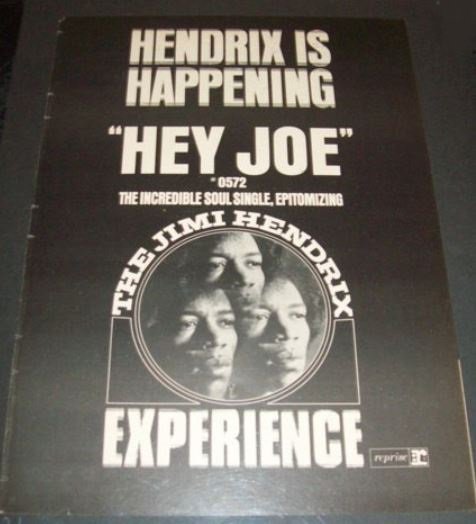 HENDRIX IS
HAPPENING
"HEY JOE"
#0572
THE INCREDIBLE SOUL SINGLE, EPITOMIZING
THE JIMI HENDRIX
EXPERIENCE
reprise